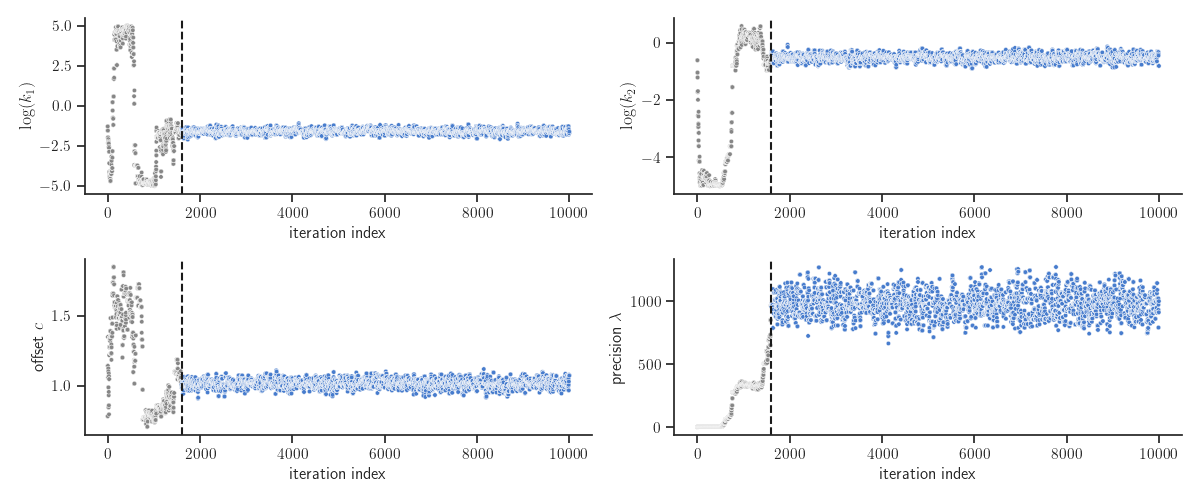 log(k₁)
5.0
2.5
0.0
−2.5
−5.0
0 2000 4000 6000 8000 10000
iteration index
log(k₂)
0
−2
−4
0 2000 4000 6000 8000 10000
iteration index
offset c
1.5
1.0
0 2000 4000 6000 8000 10000
iteration index
precision λ
1000
500
0
0 2000 4000 6000 8000 10000
iteration index